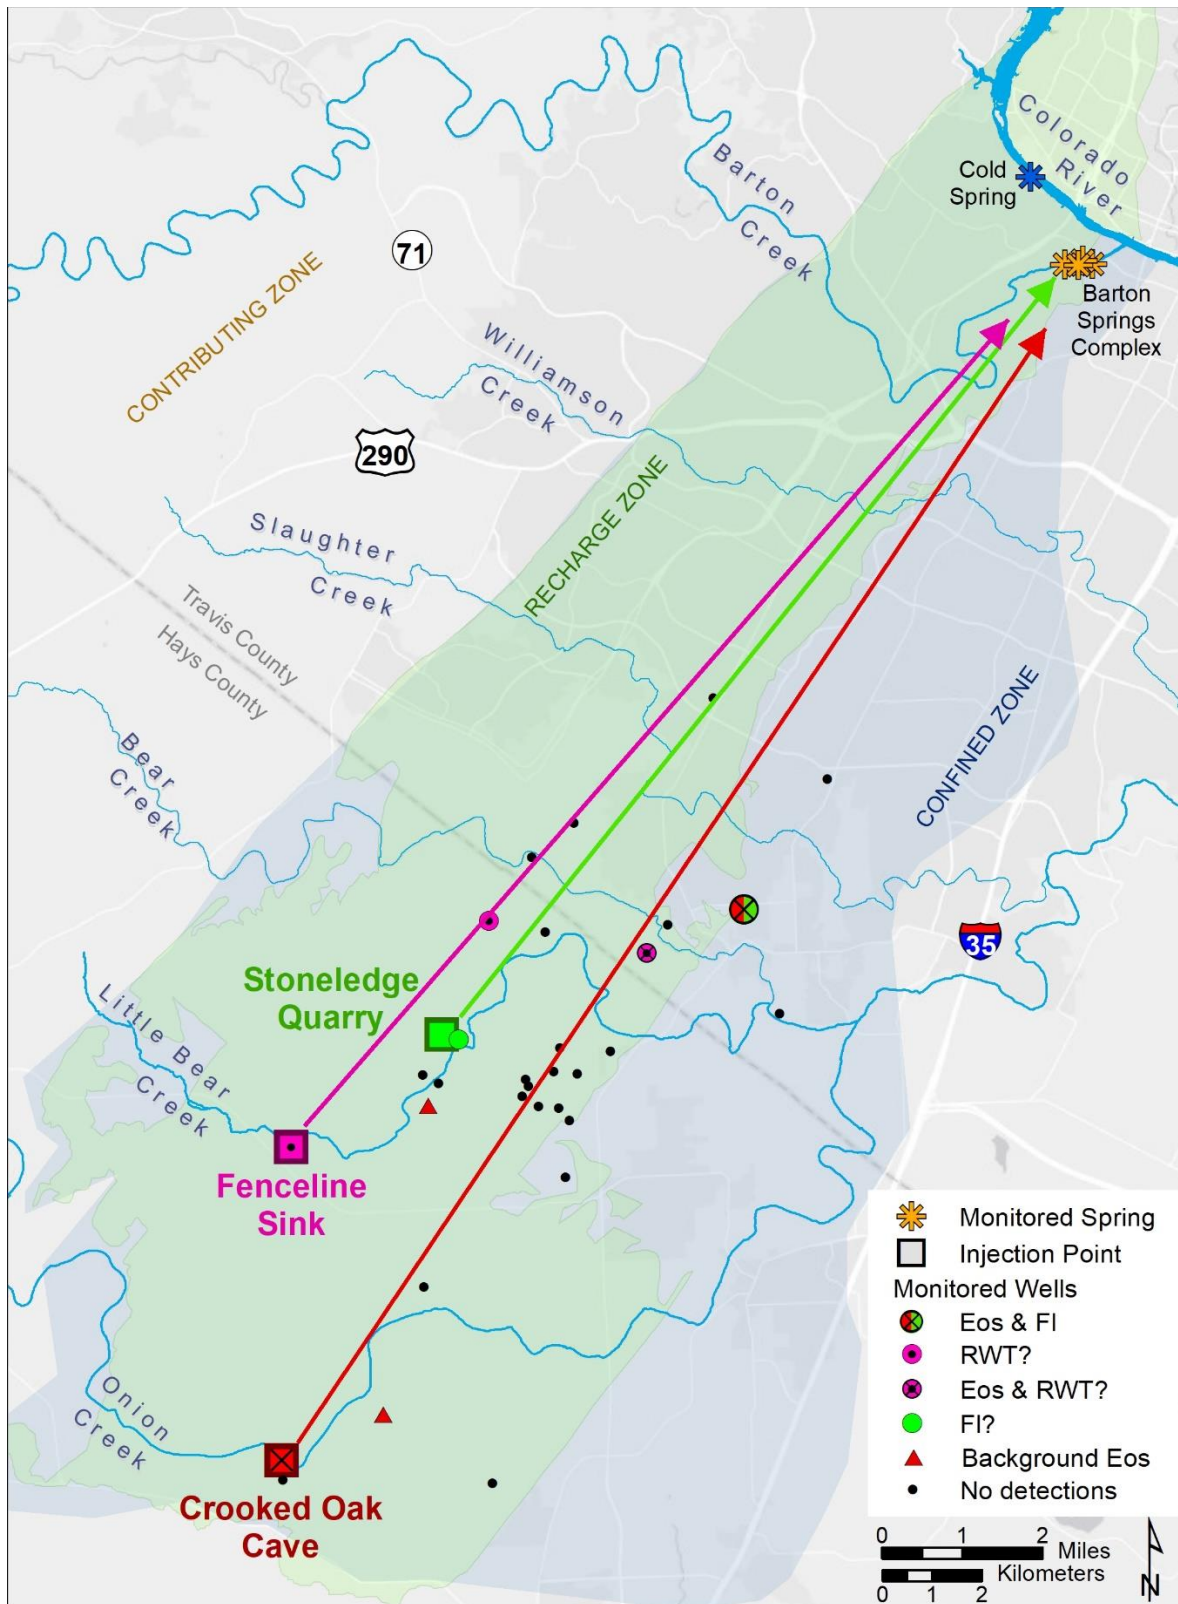 Colorado
River
Cold
Spring
Barton
Creek
71
CONTRIBUTING ZONE
Barton
Springs
Complex
Williamson
Creek
290
RECHARGE ZONE
Slaughter
Creek
Travis County
Hays County
Bear
Creek
CONFINED ZONE
35
Stoneledge
Quarry
Little Bear
Creek
Fenceline
Sink
Onion
Creek
Crooked Oak
Cave
Monitored Spring
Injection Point
Monitored Wells
Eos & Fl
RWT?
Eos & RWT?
Fl?
Background Eos
No detections
0 1 2
Miles
Kilometers
0 1 2
N